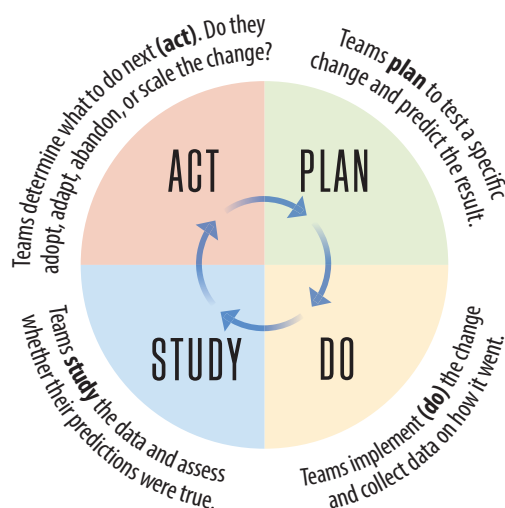 Teams determine what to do next (act). Do they
adopt, adapt, abandon, or scale the change?
Teams plan to test a specific
change and predict the result.
ACT
PLAN
STUDY
DO
Teams study the data and assess
whether their predictions were true.
Teams implement (do) the change
and collect data on how it went.